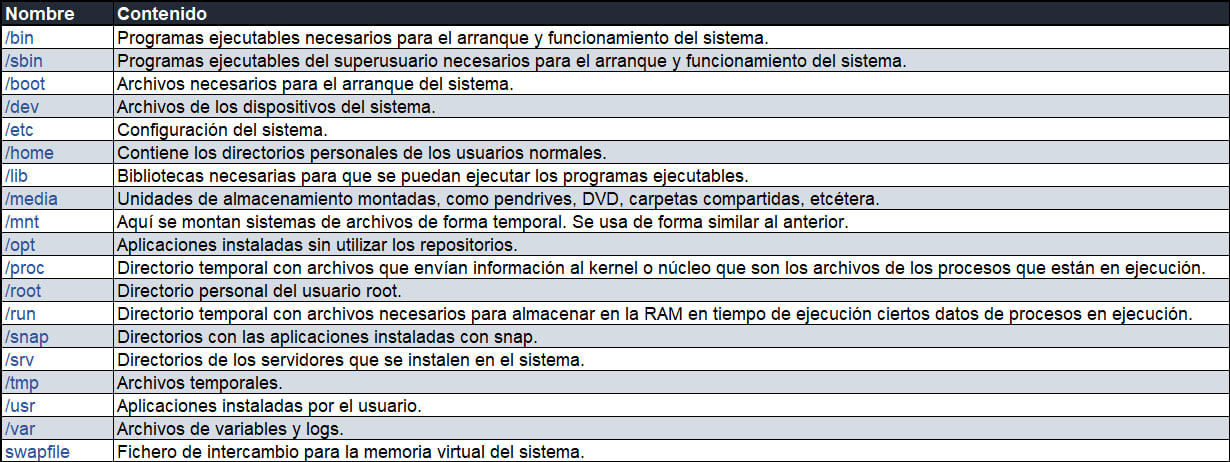 Nombre Contenido
/bin Programas ejecutables necesarios para el arranque y funcionamiento del sistema.
/sbin Programas ejecutables del superusuario necesarios para el arranque y funcionamiento del sistema.
/boot Archivos necesarios para el arranque del sistema.
/dev Archivos de los dispositivos del sistema.
/etc Configuración del sistema.
/home Contiene los directorios personales de los usuarios normales.
/lib Bibliotecas necesarias para que se puedan ejecutar los programas ejecutables.
/media Unidades de almacenamiento montadas, como pendrives, DVD, carpetas compartidas, etcétera.
/mnt Aquí se montan sistemas de archivos de forma temporal. Se usa de forma similar al anterior.
/opt Aplicaciones instaladas sin utilizar los repositorios.
/proc Directorio temporal con archivos que envían información al kernel o núcleo que son los archivos de los procesos que están en ejecución.
/root Directorio personal del usuario root.
/run Directorio temporal con archivos necesarios para almacenar en la RAM en tiempo de ejecución ciertos datos de procesos en ejecución.
/snap Directorios con las aplicaciones instaladas con snap.
/srv Directorios de los servidores que se instalen en el sistema.
/tmp Archivos temporales.
/usr Aplicaciones instaladas por el usuario.
/var Archivos de variables y logs.
swapfile Fichero de intercambio para la memoria virtual del sistema.